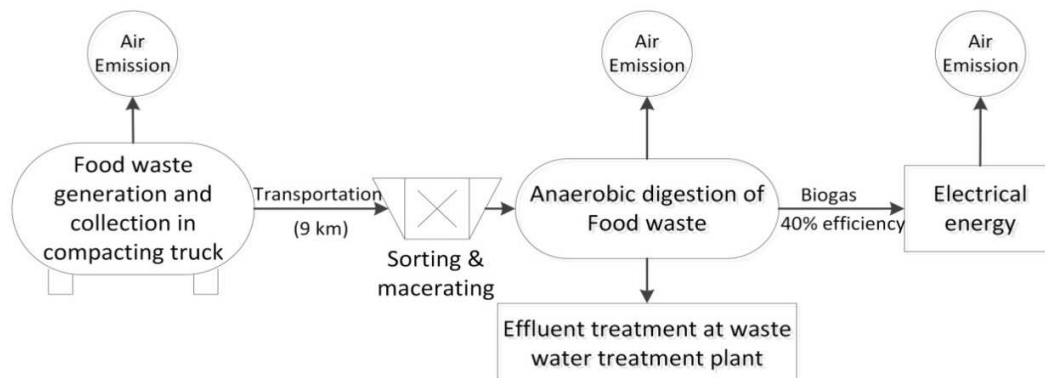 Air
Emission
Air
Emission
Air
Emission
Food waste
generation and
collection in
compacting truck
Transportation
(9 km)
Sorting &
macerating
Anaerobic digestion of
Food waste
Biogas
40% efficiency
Electrical
energy
Effluent treatment at waste
water treatment plant